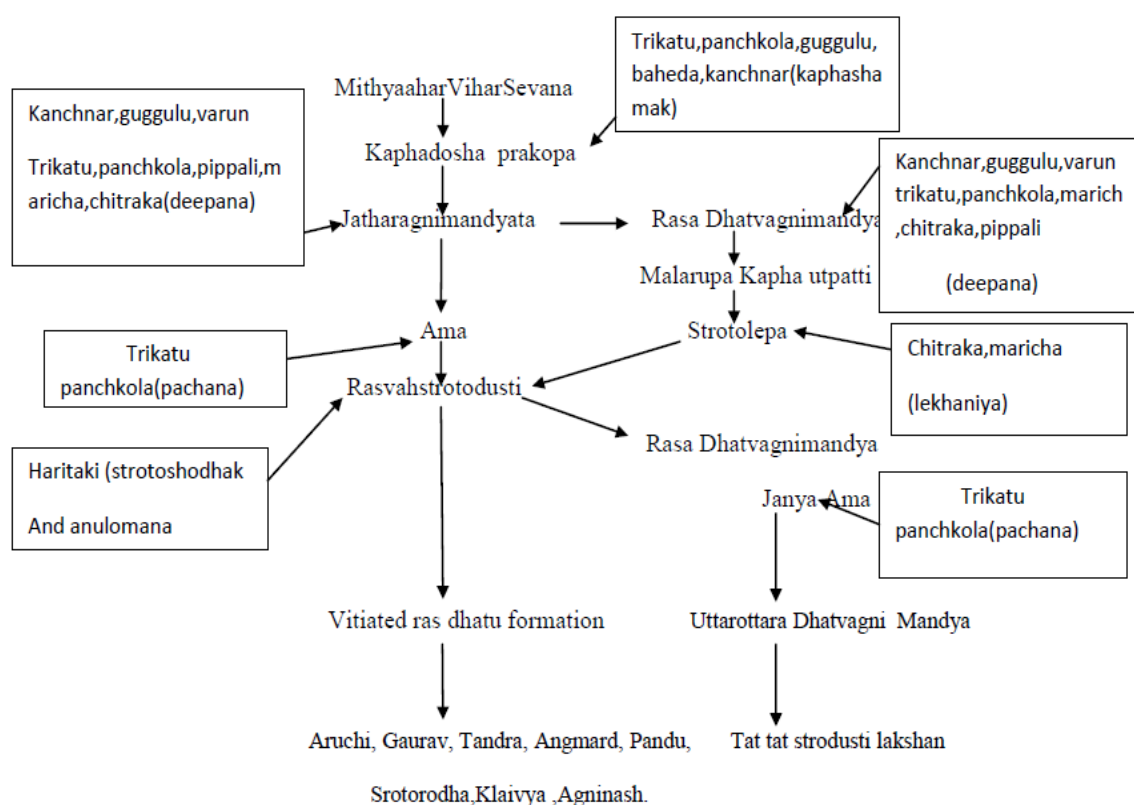 Trikatu,panchkola,guggulu,
baheda,kanchnar(kaphasha
mak)
MithyaaharViharSevana
Kanchnar,guggulu,varun
Trikatu,panchkola,pippali,m
aricha,chitraka(deepana)
Kaphadosha prakopa
Kanchnar,guggulu,varun
trikatu,panchkola,marich
,chitraka,pippali
(deepana)
Jatharagnimandyata
Rasa Dhatvagnimandya
Malarupa Kapha utpatti
Ama
Strotolepa
Trikatu
panchkola(pachana)
Chitraka,maricha
(lekhaniya)
Rasvahstrotodusti
Rasa Dhatvagnimandya
Haritaki (strotoshodhak
And anulomana
Janya Ama
Trikatu
panchkola(pachana)
Vitiated ras dhatu formation
Uttarottara Dhatvagni Mandya
Aruchi, Gaurav, Tandra, Angmard, Pandu,
Srotorodha,Klaivya ,Agninash.
Tat tat strodusti lakshan